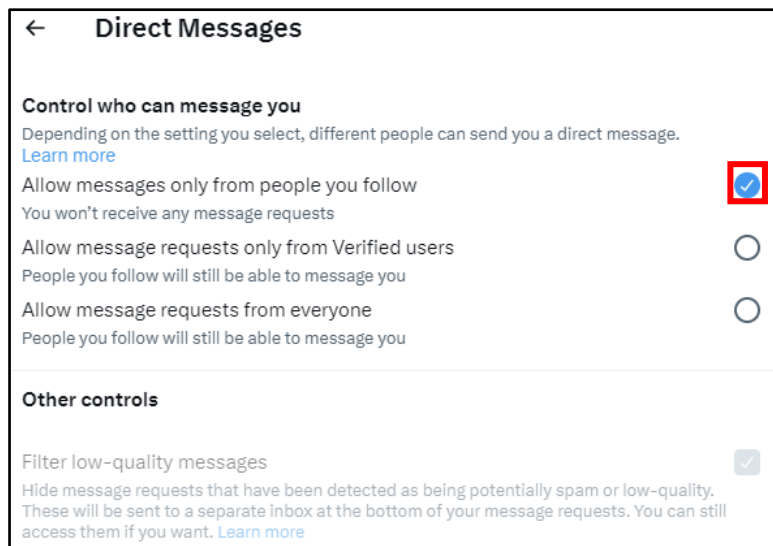 Direct Messages
Control who can message you
Depending on the setting you select, different people can send you a direct message.
Learn more
Allow messages only from people you follow
You won’t receive any message requests
Allow message requests only from Verified users
People you follow will still be able to message you
Allow message requests from everyone
People you follow will still be able to message you
Other controls
Filter low-quality messages
Hide message requests that have been detected as being potentially spam or low-quality.
These will be sent to a separate inbox at the bottom of your message requests. You can still
access them if you want. Learn more